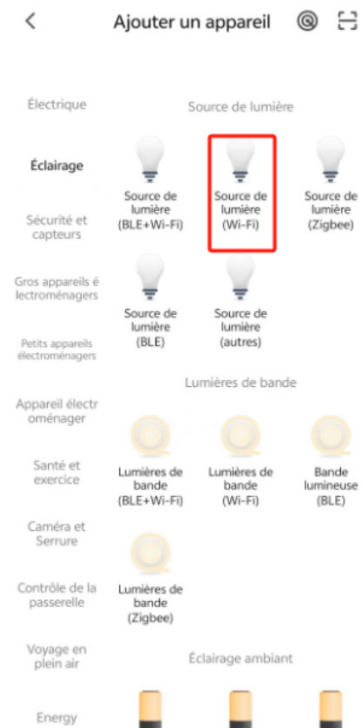 Ajouter un appareil
Électrique
Éclairage
Sécurité et
capteurs
Gros appareils é
lectroménagers
Petits appareils
électroménagers
Appareil électr
oménager
Santé et
exercice
Caméra et
Serrure
Contrôle de la
passerelle
Voyage en
plein air
Energy
Source de lumière
Source de
lumière
(BLE+Wi-Fi)
Source de
lumière
(Wi-Fi)
Source de
lumière
(Zigbee)
Source de
lumière
(BLE)
Source de
lumière
(autres)
Lumières de bande
Lumières de
bande
(BLE+Wi-Fi)
Lumières de
bande
(Wi-Fi)
Bande
lumineuse
(BLE)
Lumières de
bande
(Zigbee)
Éclairage ambiant